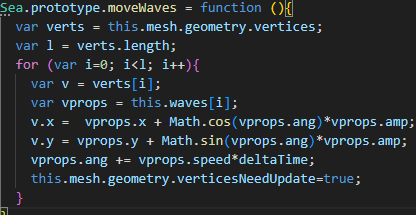 Sea.prototype.moveWaves = function (){
  var verts = this.mesh.geometry.vertices;
  var l = verts.length;
  for (var i=0; i<l; i++){
    var v = verts[i];
    var vprops = this.waves[i];
    v.x =  vprops.x + Math.cos(vprops.ang)*vprops.amp;
    v.y = vprops.y + Math.sin(vprops.ang)*vprops.amp;
    vprops.ang += vprops.speed*deltaTime;
    this.mesh.geometry.verticesNeedUpdate=true;
  }
}